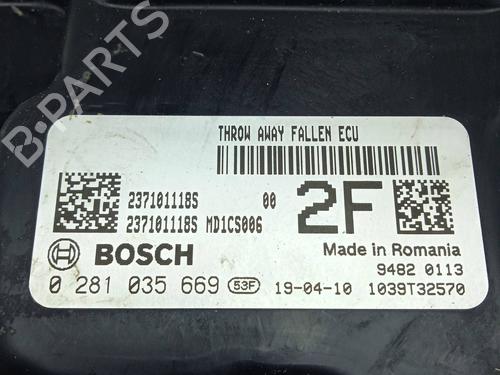 THROW AWAY FALLEN ECU
237101118S 00
237101118S MD1CS006
2F
BOSCH
Made in Romania
9482 0113
0 281 035 669 53F 19-04-10 1039T32570
B-PARTS